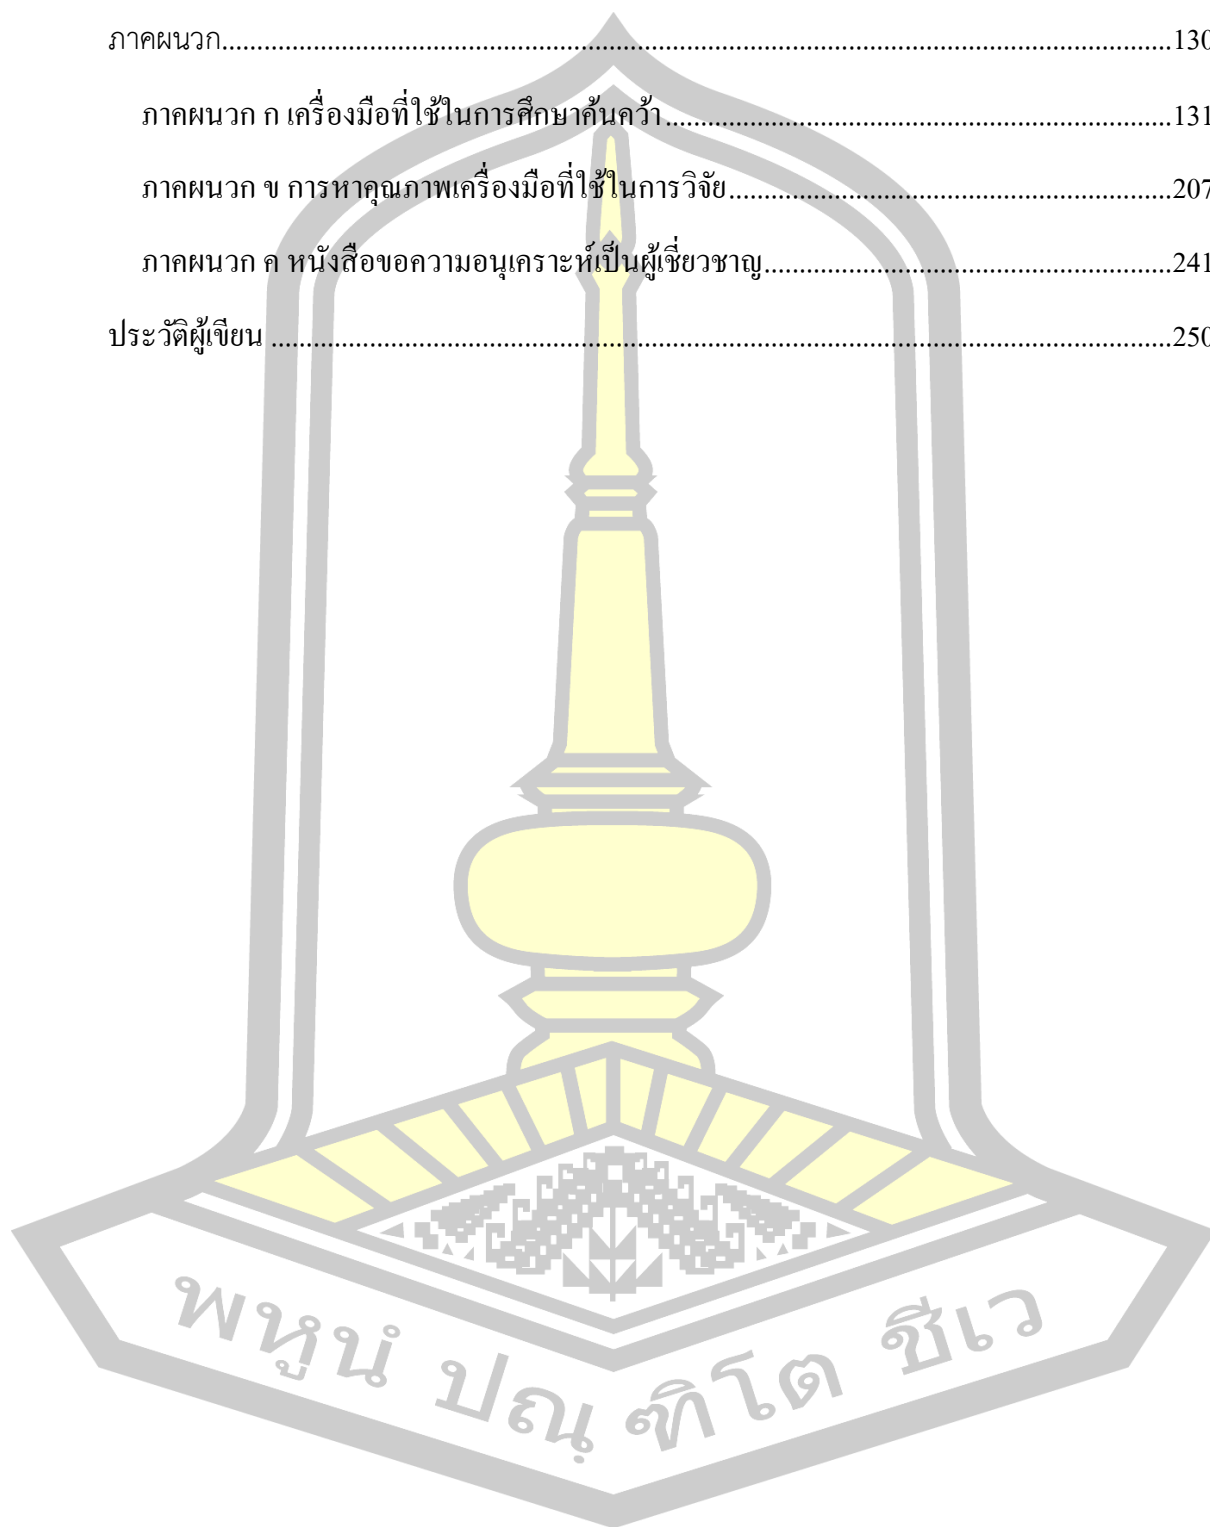 ภาคผนวก..........130
ภาคผนวก ก เครื่องมือที่ใช้ในการศึกษาค้นคว้า..........131
ภาคผนวก ข การหาคุณภาพเครื่องมือที่ใช้ในการวิจัย..........207
ภาคผนวก ค หนังสือขอความอนุเคราะห์เป็นผู้เชี่ยวชาญ..........241
ประวัติผู้เขียน..........250
พหูนํ ปณฺฑิโต ชีเว